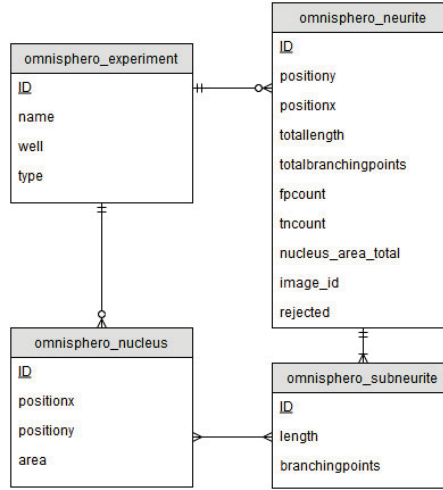 omnisphero_experiment
ID
name
well
type
omnisphero_neurite
ID
positiony
positionx
totallength
totalbranchingpoints
fpcount
tncount
nucleus_area_total
image_id
rejected
omnisphero_nucleus
ID
positionx
positiony
area
omnisphero_subneurite
ID
length
branchingpoints